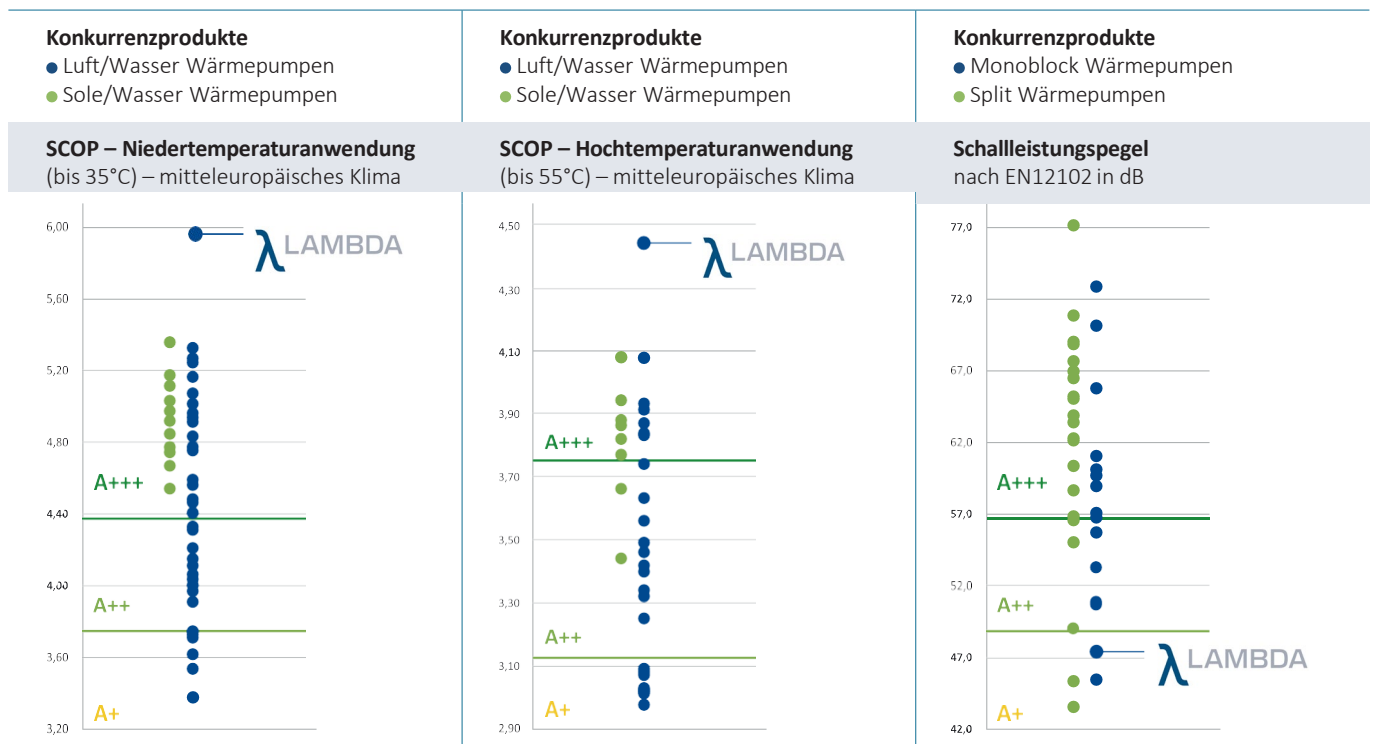 Konkurrenzprodukte
Luft/Wasser Wärmepumpen
Sole/Wasser Wärmepumpen
SCOP – Niedertemperaturanwendung
(bis 35°C) – mitteleuropäisches Klima
6,00
λ LAMBDA
5,60
5,20
4,80
A+++
4,40
4,00
A++
3,60
A+
3,20
Konkurrenzprodukte
Luft/Wasser Wärmepumpen
Sole/Wasser Wärmepumpen
SCOP – Hochtemperaturanwendung
(bis 55°C) – mitteleuropäisches Klima
4,50
λ LAMBDA
4,30
4,10
3,90
A+++
3,70
3,50
3,30
A++
3,10
A+
2,90
Konkurrenzprodukte
Monoblock Wärmepumpen
Split Wärmepumpen
Schallleistungspegel
nach EN12102 in dB
77,0
72,0
67,0
62,0
A+++
57,0
52,0
A++
47,0
λ LAMBDA
A+
42,0